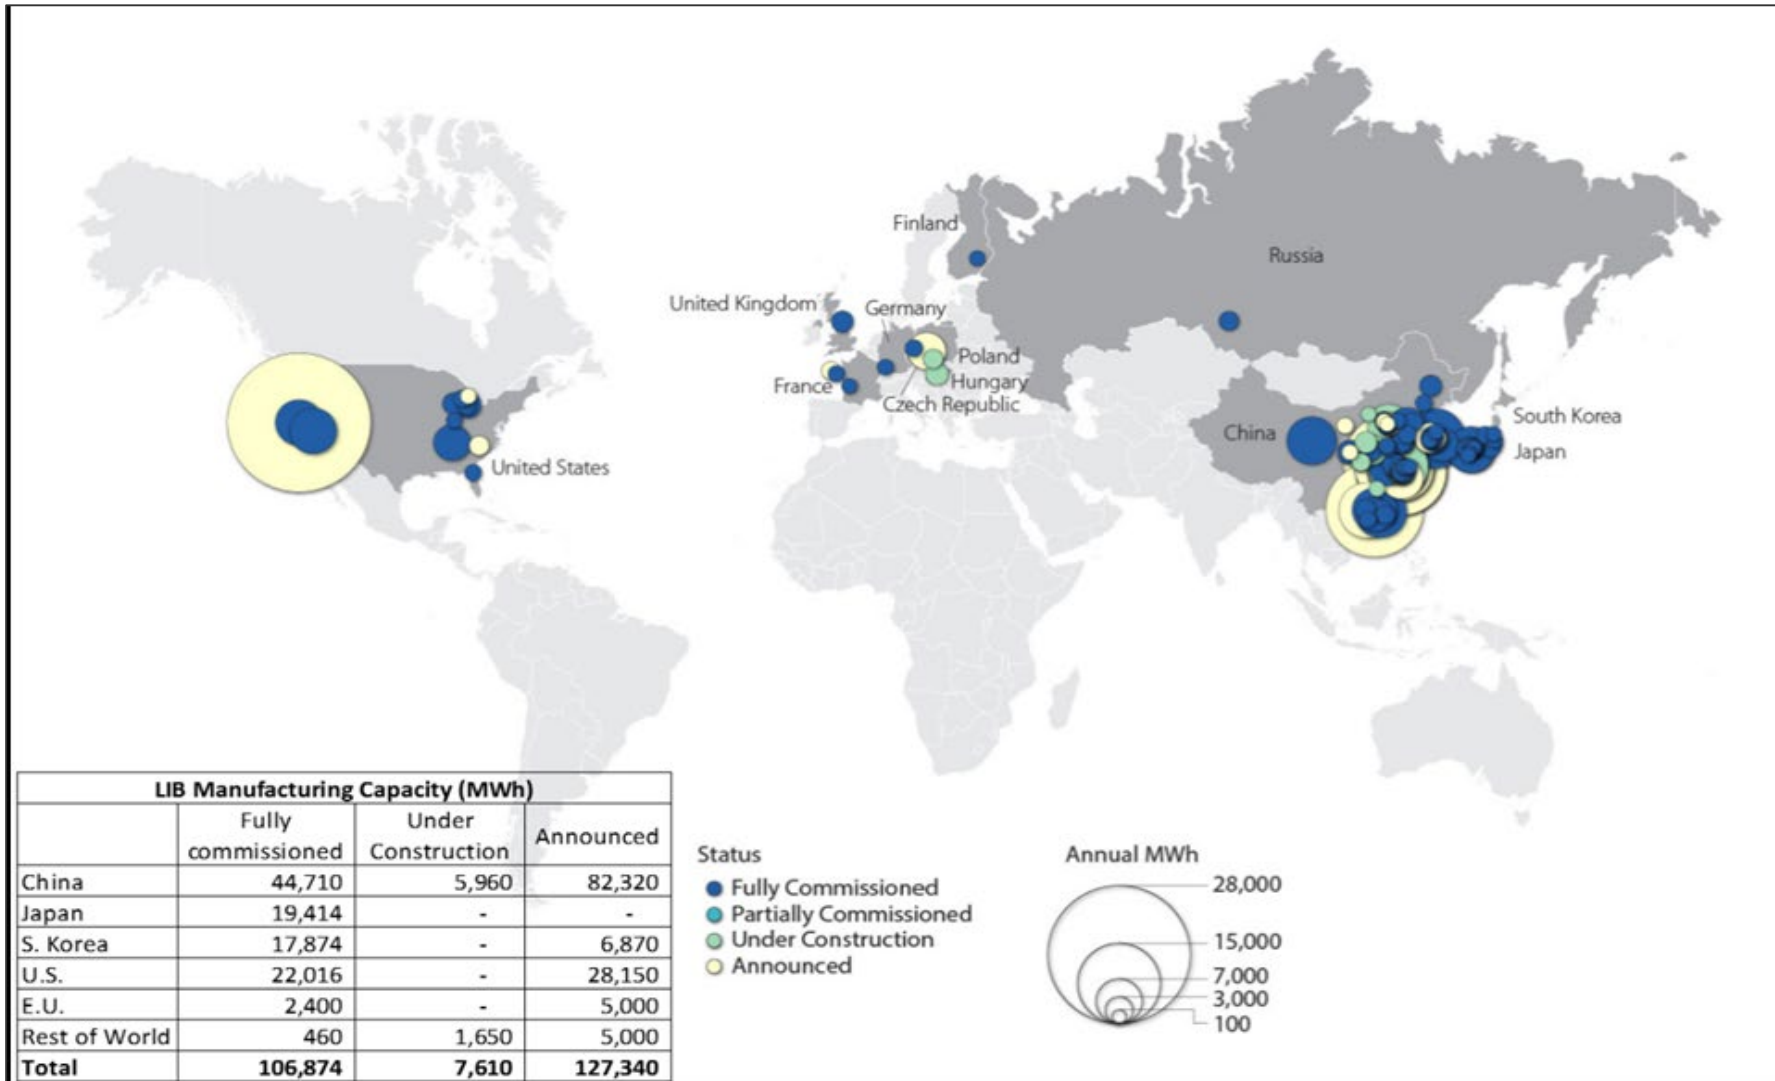 Finland
Russia
United Kingdom
Germany
Poland
France
Hungary
Czech Republic
South Korea
China
Japan
United States
LIB Manufacturing Capacity (MWh)
Fully commissioned Under Construction Announced
China 44,710 5,960 82,320
Japan 19,414 - -
S. Korea 17,874 - 6,870
U.S. 22,016 - 28,150
E.U. 2,400 - 5,000
Rest of World 460 1,650 5,000
Total 106,874 7,610 127,340
Status
Fully Commissioned
Partially Commissioned
Under Construction
Announced
Annual MWh
28,000
15,000
7,000
3,000
100